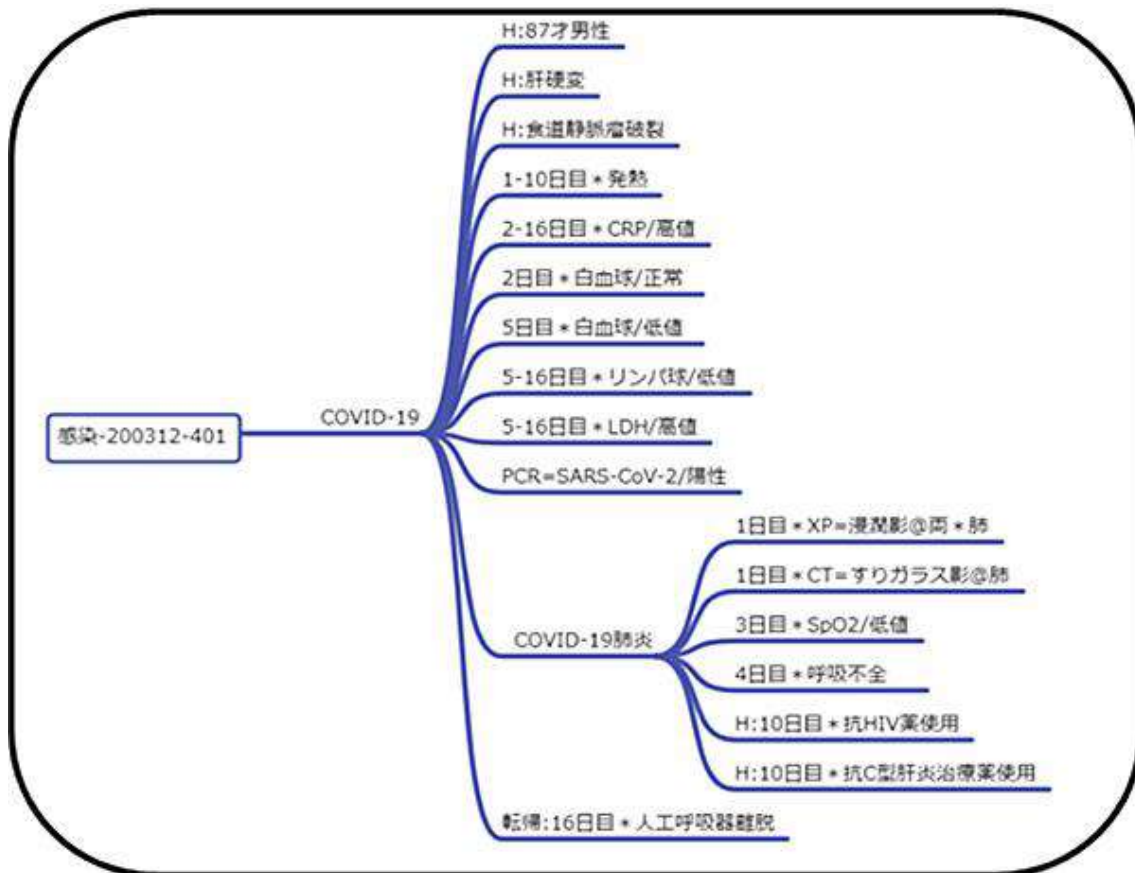 H:87才男性
H:肝硬変
H:食道静脈瘤破裂
1-10日目*発熱
2-16日目*CRP/高値
2日目*白血球/正常
5日目*白血球/低値
5-16日目*リンパ球/低値
感染-200312-401
COVID-19
5-16日目*LDH/高値
PCR=SARS-CoV-2/陽性
COVID-19肺炎
1日目*XP=浸潤影@両*肺
1日目*CT=すりガラス影@肺
3日目*SpO2/低値
4日目*呼吸不全
H:10日目*抗HIV薬使用
H:10日目*抗C型肝炎治療薬使用
転帰:16日目*人工呼吸器離脱